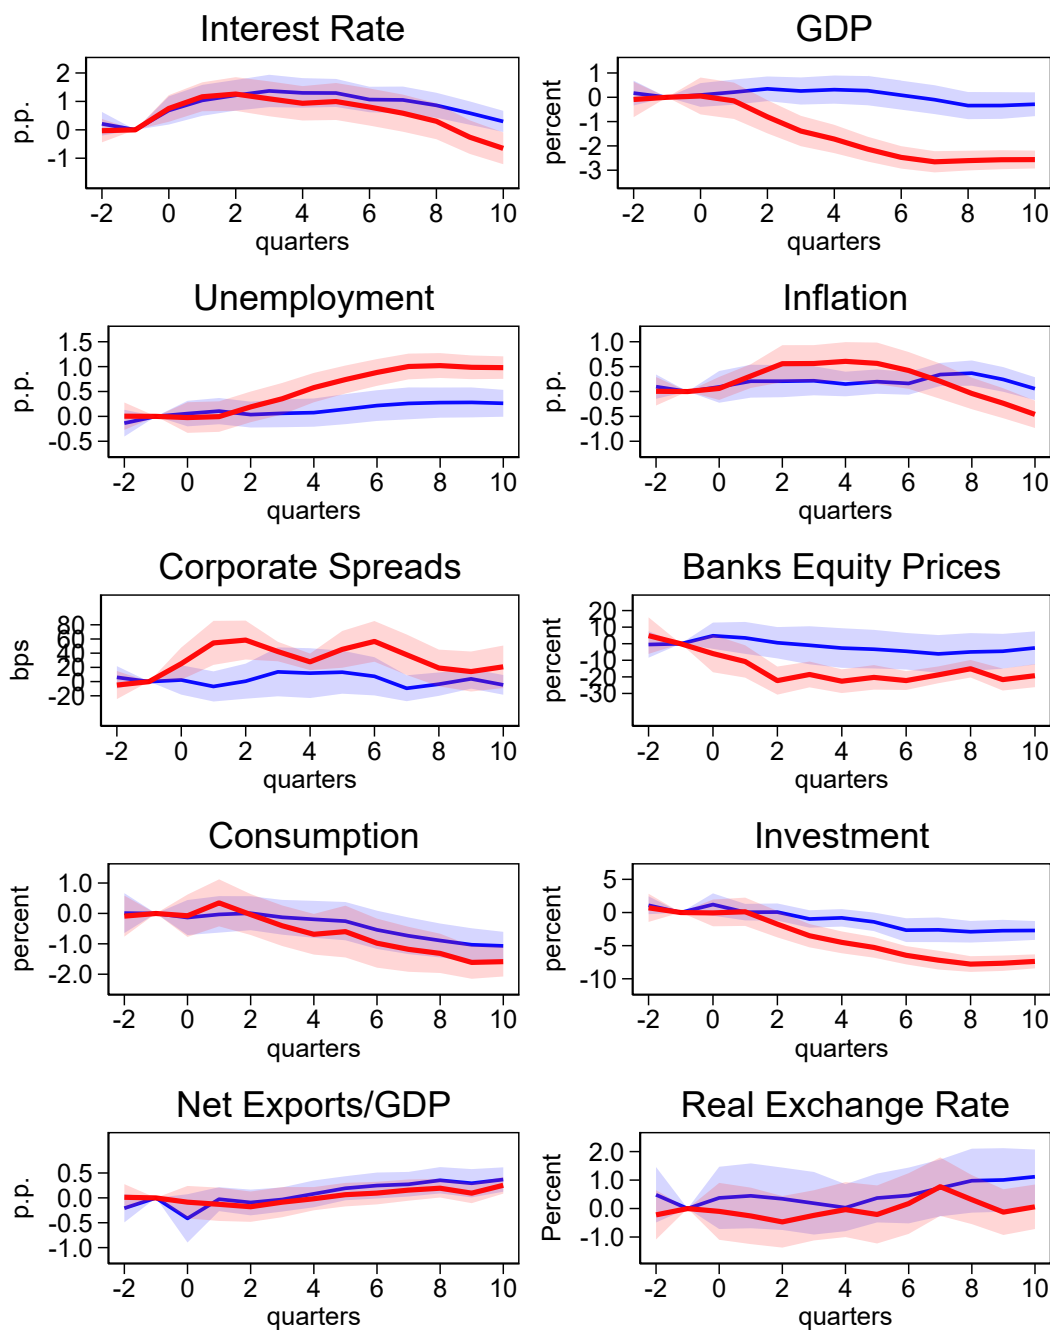 Interest Rate
p.p.
2
1
0
-1
-2 0 2 4 6 8 10
quarters
GDP
percent
1
0
-1
-2
-3
-2 0 2 4 6 8 10
quarters
Unemployment
p.p.
1.5
1.0
0.5
0.0
-0.5
-2 0 2 4 6 8 10
quarters
Inflation
p.p.
1.0
0.5
0.0
-0.5
-1.0
-2 0 2 4 6 8 10
quarters
Corporate Spreads
bps
80
60
40
20
0
-20
-2 0 2 4 6 8 10
quarters
Banks Equity Prices
percent
20
10
0
-10
-20
-30
-2 0 2 4 6 8 10
quarters
Consumption
percent
1.0
0.0
-1.0
-2.0
-2 0 2 4 6 8 10
quarters
Investment
percent
5
0
-5
-10
-2 0 2 4 6 8 10
quarters
Net Exports/GDP
p.p.
0.5
0.0
-0.5
-1.0
-2 0 2 4 6 8 10
quarters
Real Exchange Rate
Percent
2.0
1.0
0.0
-1.0
-2 0 2 4 6 8 10
quarters